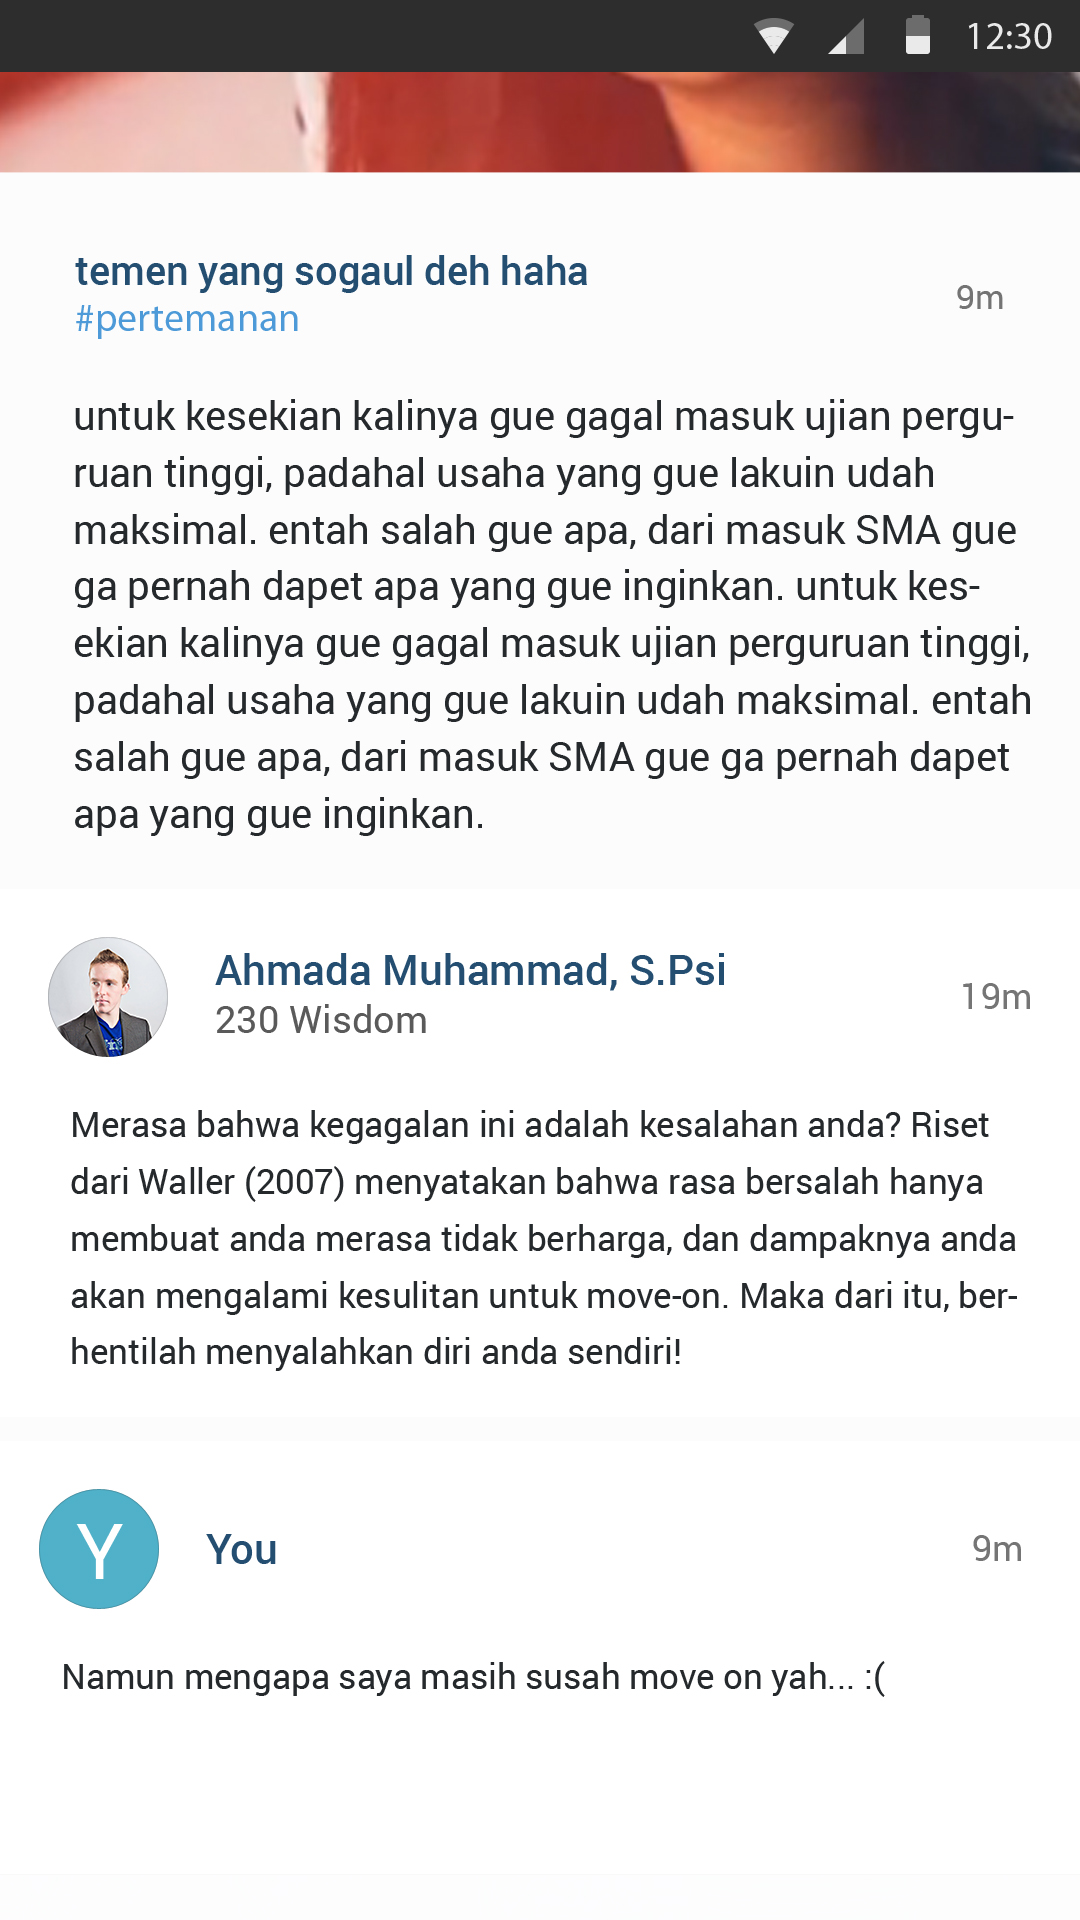 12:30
temen yang sogaul deh haha
#pertemanan
9m
untuk kesekian kalinya gue gagal masuk ujian pergu-
ruan tinggi, padahal usaha yang gue lakuin udah
maksimal. entah salah gue apa, dari masuk SMA gue
ga pernah dapet apa yang gue inginkan. untuk kes-
ekian kalinya gue gagal masuk ujian perguruan tinggi,
padahal usaha yang gue lakuin udah maksimal. entah
salah gue apa, dari masuk SMA gue ga pernah dapet
apa yang gue inginkan.
Ahmada Muhammad, S.Psi
230 Wisdom
19m
Merasa bahwa kegagalan ini adalah kesalahan anda? Riset
dari Waller (2007) menyatakan bahwa rasa bersalah hanya
membuat anda merasa tidak berharga, dan dampaknya anda
akan mengalami kesulitan untuk move-on. Maka dari itu, ber-
hentilah menyalahkan diri anda sendiri!
Y
You
9m
Namun mengapa saya masih susah move on yah... :(